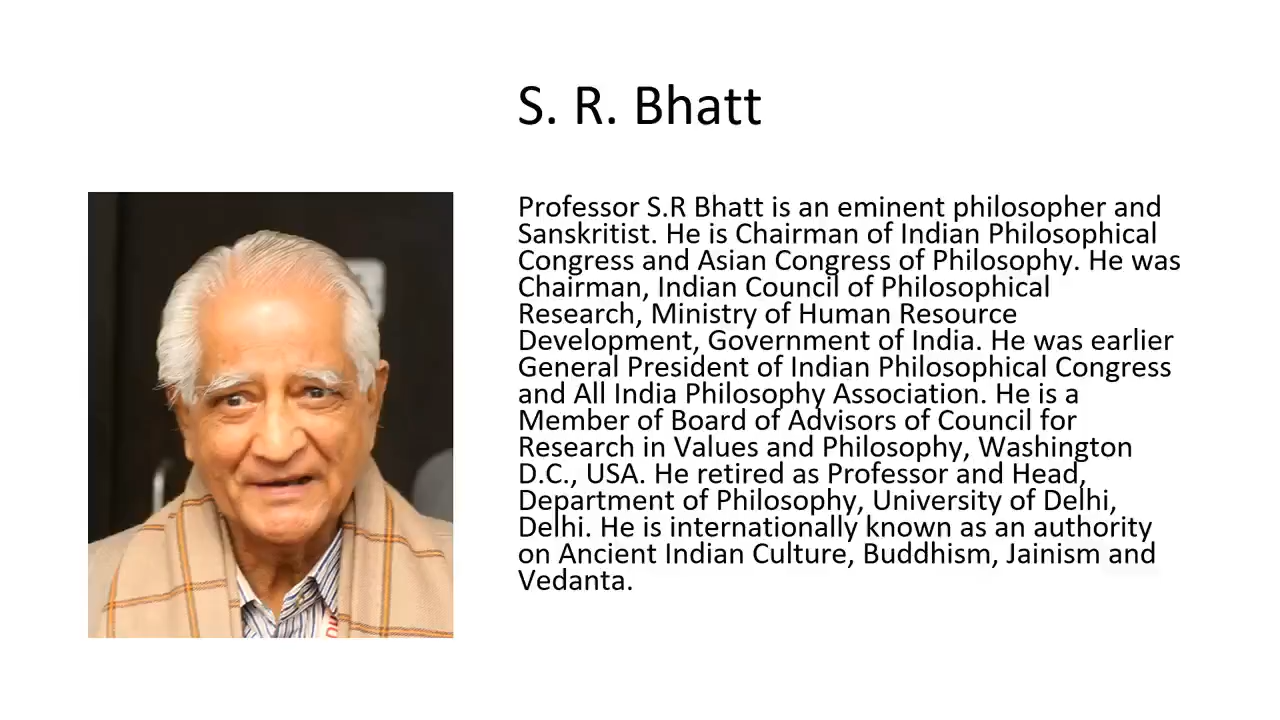 S. R. Bhatt
Professor S.R Bhatt is an eminent philosopher and
Sanskritist. He is Chairman of Indian Philosophical
Congress and Asian Congress of Philosophy. He was
Chairman, Indian Council of Philosophical
Research, Ministry of Human Resource
Development, Government of India. He was earlier
General President of Indian Philosophical Congress
and All India Philosophy Association. He is a
Member of Board of Advisors of Council for
Research in Values and Philosophy, Washington
D.C., USA. He retired as Professor and Head,
Department of Philosophy, University of Delhi,
Delhi. He is internationally known as an authority
on Ancient Indian Culture, Buddhism, Jainism and
Vedanta.